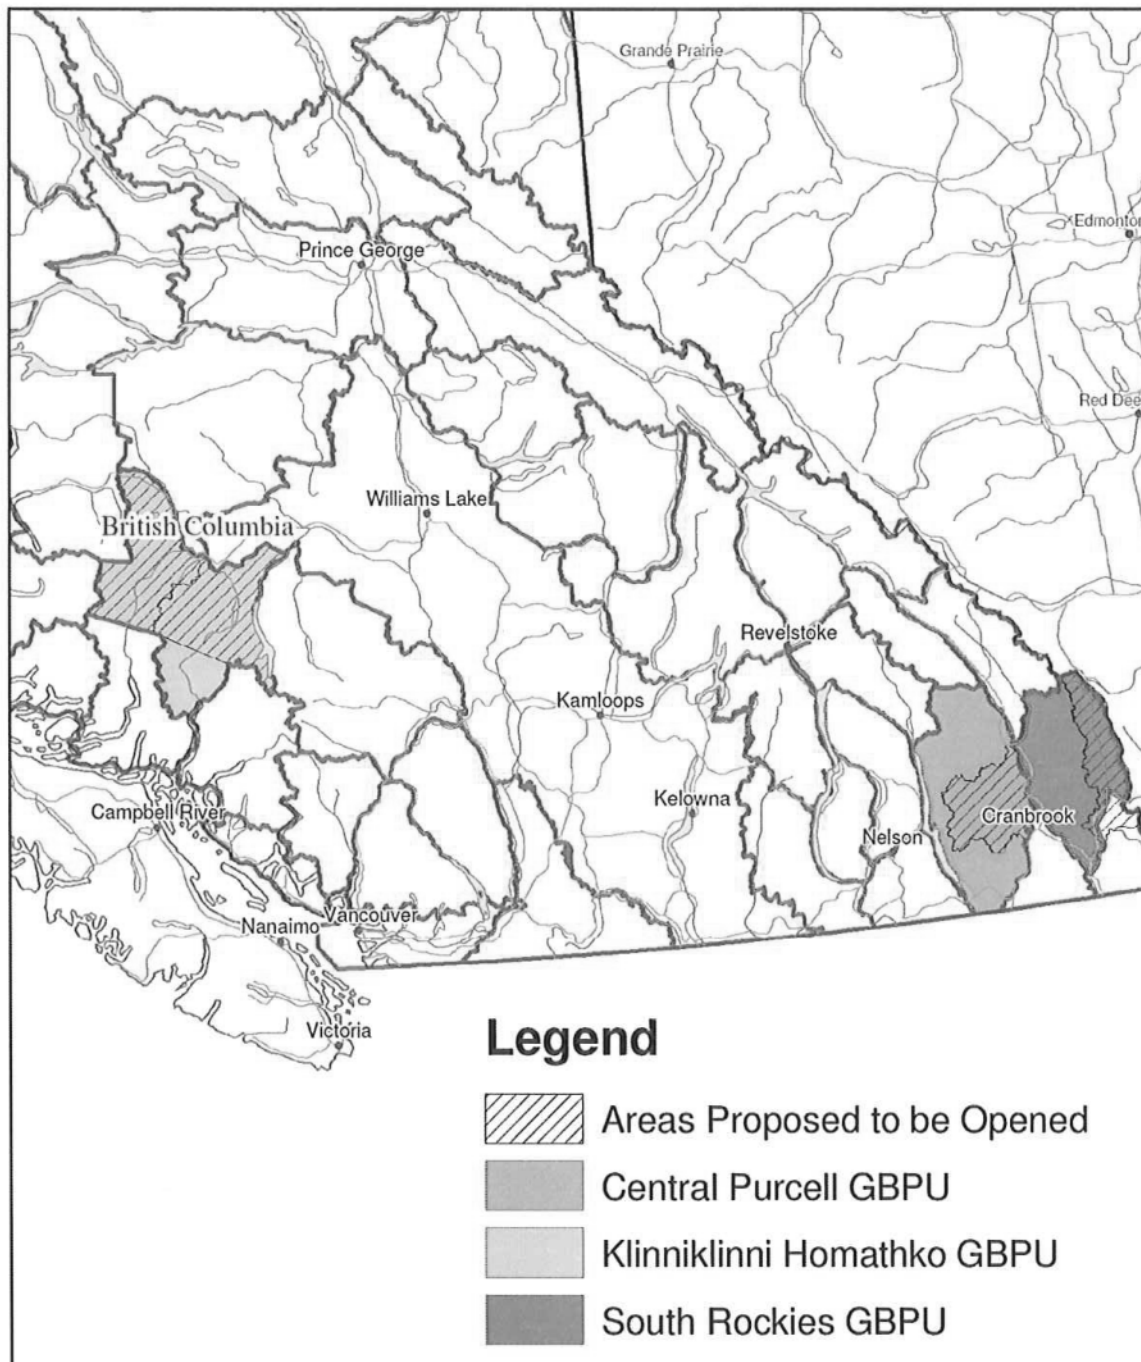 Grande Prairie
Edmonton
Prince George
Red Dee
Williams Lake
British Columbia
Revelstoke
Kamloops
Kelowna
Campbell River
Cranbrook
Nelson
Vancouver
Nanaimo
Victoria
Legend
Areas Proposed to be Opened
Central Purcell GBPU
Klinniklinni Homathko GBPU
South Rockies GBPU